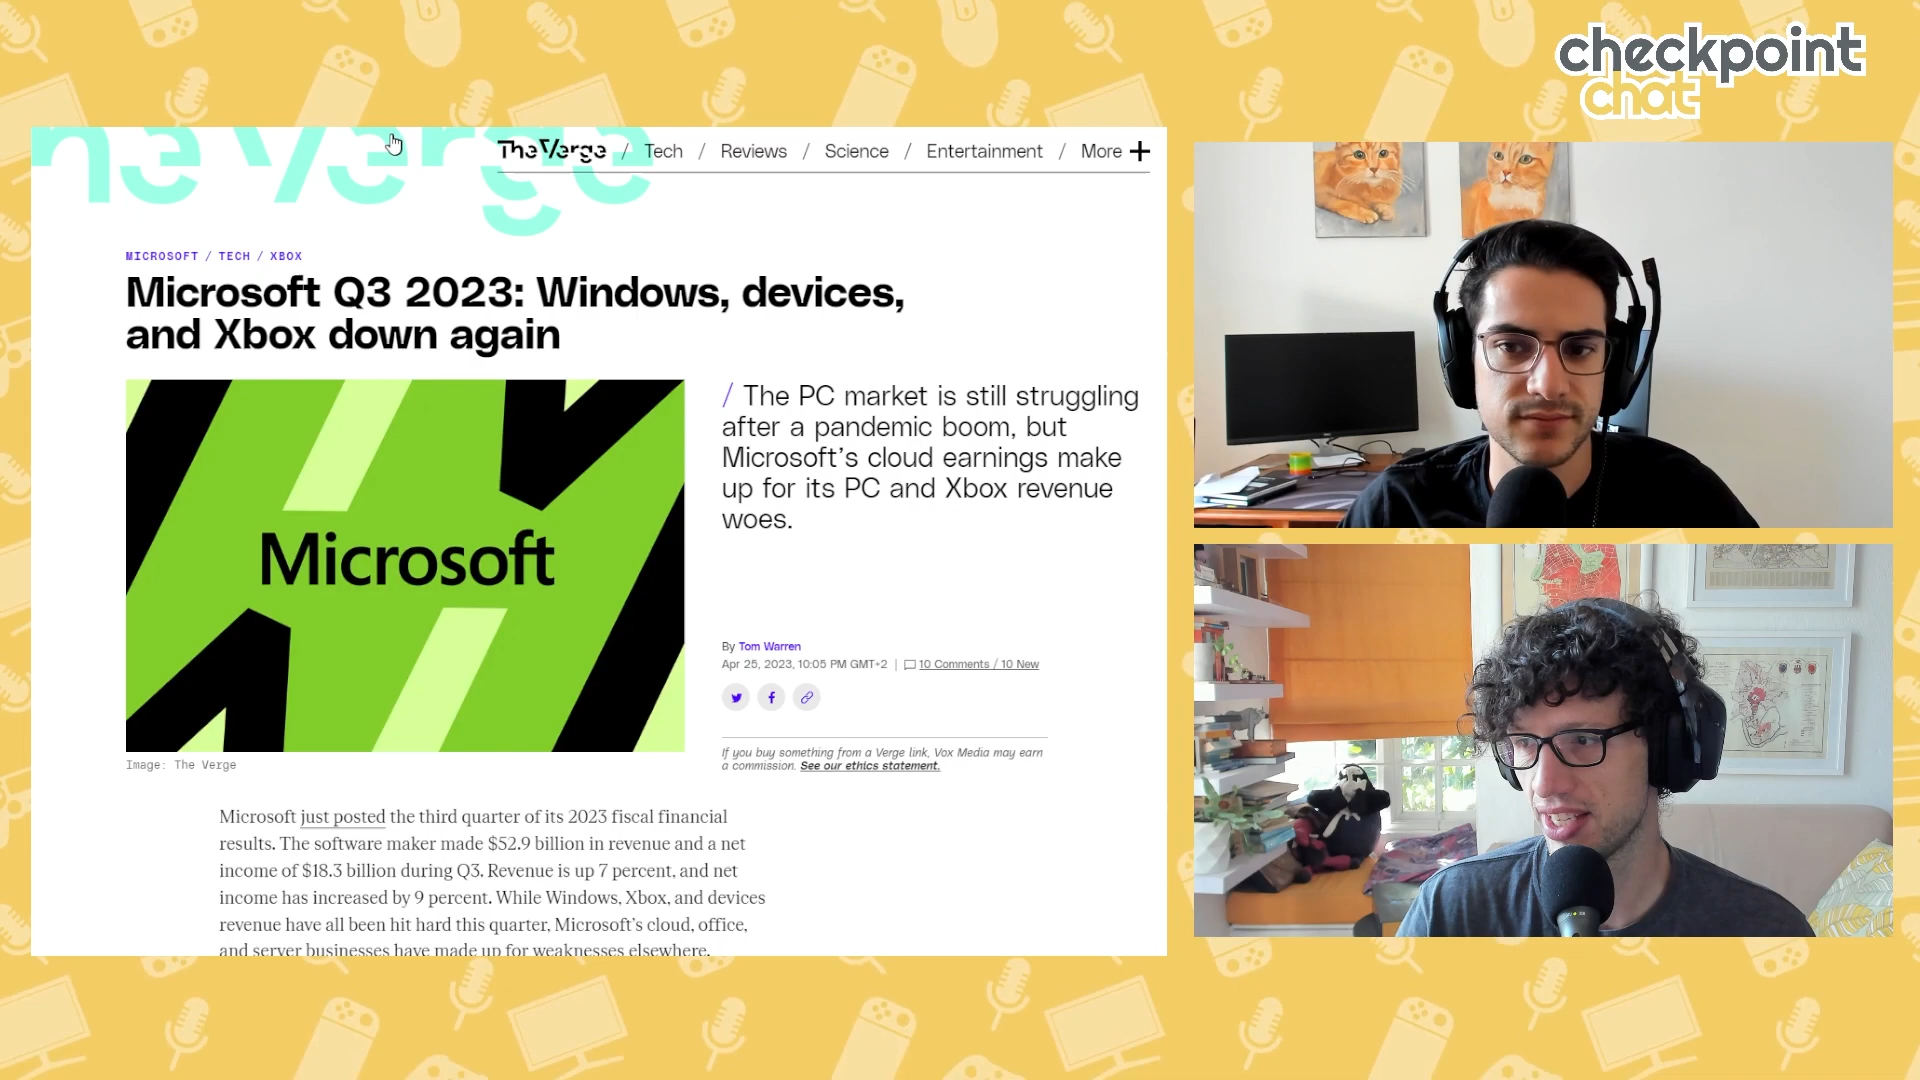 checkpoint
chat
The Verge
The Verge / Tech / Reviews / Science / Entertainment / More +
MICROSOFT / TECH / XBOX
Microsoft Q3 2023: Windows, devices,
and Xbox down again
Microsoft
/ The PC market is still struggling
after a pandemic boom, but
Microsoft’s cloud earnings make
up for its PC and Xbox revenue
woes.
By Tom Warren
Apr 25, 2023, 10:05 PM GMT+2 | 10 Comments / 10 New
If you buy something from a Verge link, Vox Media may earn
a commission. See our ethics statement.
Image: The Verge
Microsoft just posted the third quarter of its 2023 fiscal financial
results. The software maker made $52.9 billion in revenue and a net
income of $18.3 billion during Q3. Revenue is up 7 percent, and net
income has increased by 9 percent. While Windows, Xbox, and devices
revenue have all been hit hard this quarter, Microsoft’s cloud, office,
and server businesses have made up for weaknesses elsewhere.